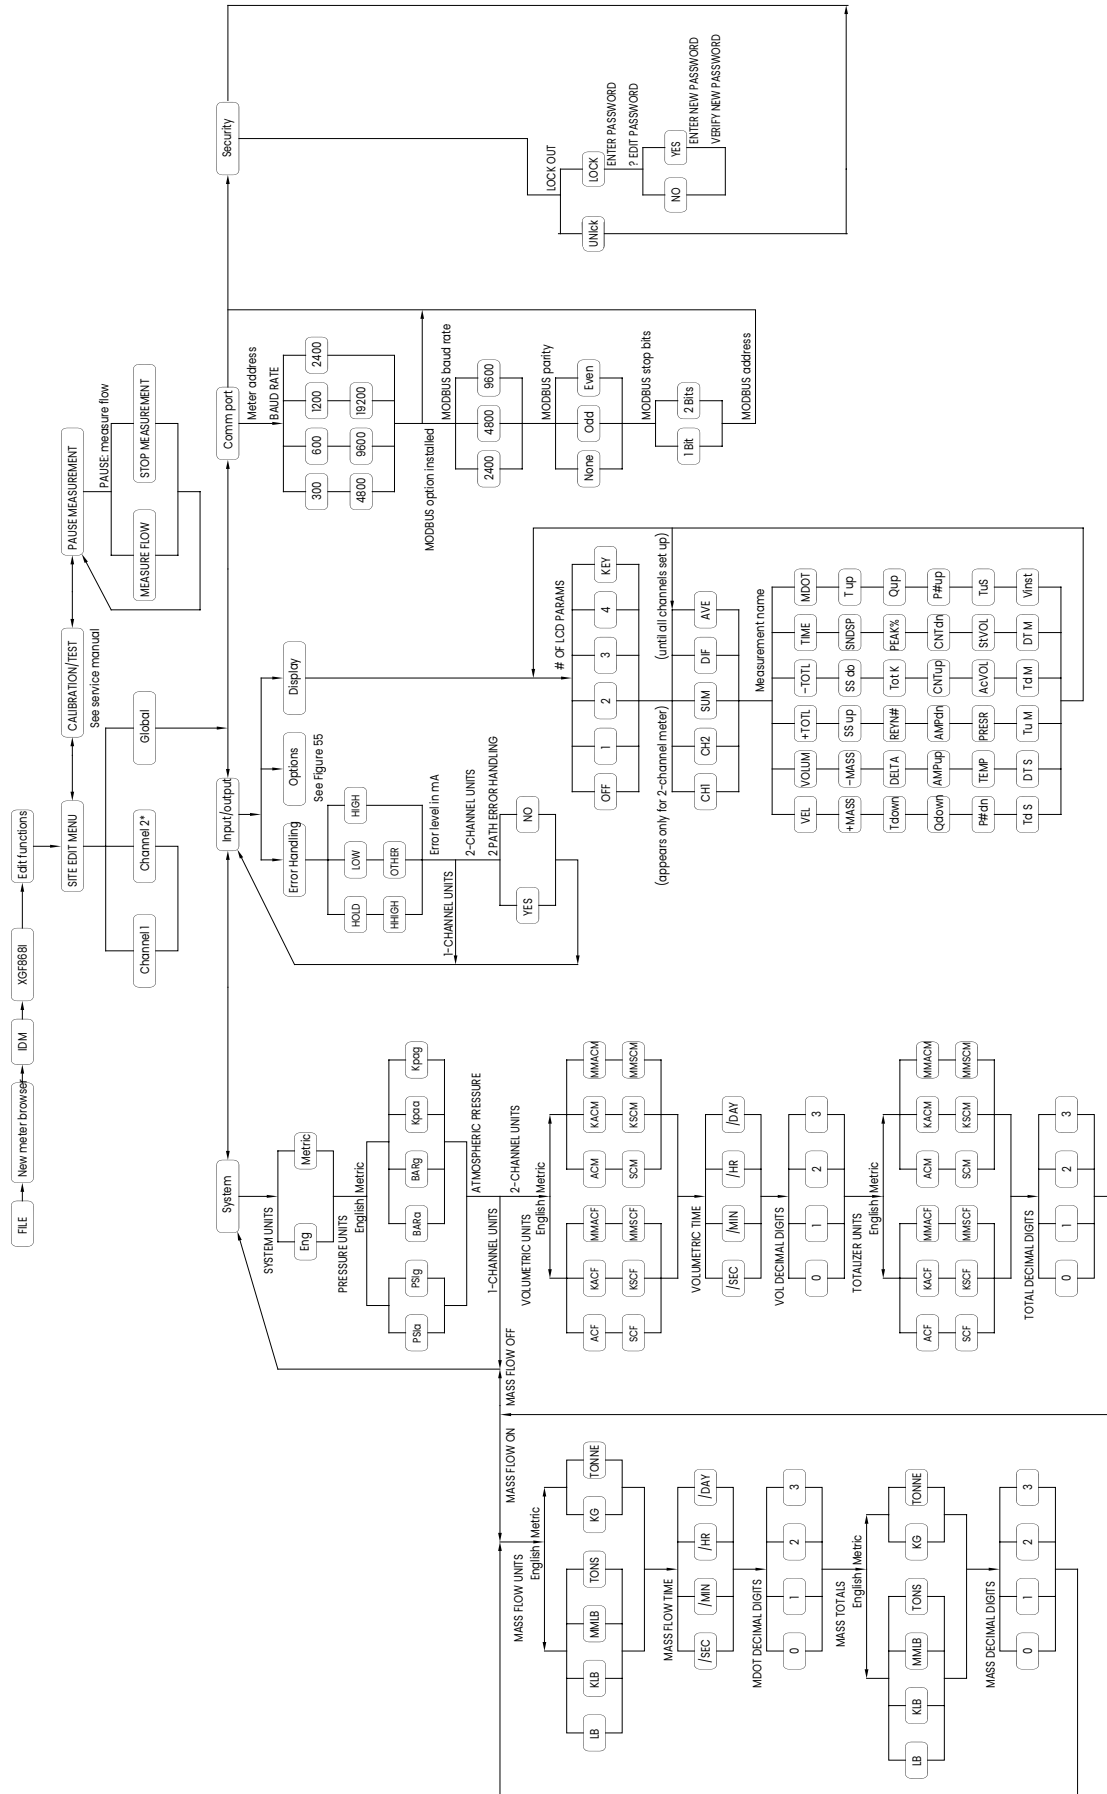 FILE
New meter browser
IDM
XGF868I
Edit functions
SITE EDIT MENU
CALIBRATION/TEST
See service manual
PAUSE MEASUREMENT
PAUSE: measure flow
MEASURE FLOW
STOP MEASUREMENT
Channel 1
Channel 2*
Global
System
Input/output
Comm port
Security
SYSTEM UNITS
Eng
Metric
PRESSURE UNITS
English
Metric
PSIa
PSIg
BARa
BARg
Kpaa
Kpag
ATMOSPHERIC PRESSURE
1-CHANNEL UNITS
2-CHANNEL UNITS
VOLUMETRIC UNITS
English
Metric
ACF
KACF
MMACF
ACM
KACM
MMACM
SCF
KSCF
MMSCF
SCM
KSCM
MMSCM
VOLUMETRIC TIME
/SEC
/MIN
/HR
/DAY
VOL DECIMAL DIGITS
0
1
2
3
TOTALIZER UNITS
English
Metric
ACF
KACF
MMACF
ACM
KACM
MMACM
SCF
KSCF
MMSCF
SCM
KSCM
MMSCM
TOTAL DECIMAL DIGITS
0
1
2
3
MASS FLOW ON
MASS FLOW OFF
MASS FLOW UNITS
English
Metric
LB
KLB
MMLB
TONS
KG
TONNE
MASS FLOW TIME
/SEC
/MIN
/HR
/DAY
MDOT DECIMAL DIGITS
0
1
2
3
MASS TOTALS
English
Metric
LB
KLB
MMLB
TONS
KG
TONNE
MASS DECIMAL DIGITS
0
1
2
3
Error Handling
Options
See Figure 55
Display
HOLD
LOW
HIGH
HHIGH
OTHER
Error level in mA
1-CHANNEL UNITS
2-CHANNEL UNITS
2 PATH ERROR HANDLING
YES
NO
# OF LCD PARAMS
OFF
1
2
3
4
KEY
(appears only for 2-channel meter)
(until all channels set up)
CH1
CH2
SUM
DIF
AVE
Measurement name
VEL
VOLUM
+TOTL
-TOTL
TIME
MDOT
+MASS
-MASS
SS up
SS do
SNDSP
T up
Tdown
DELTA
REYN#
Tot K
PEAK%
Qup
Qdown
AMPup
AMPdn
CNTup
CNTdn
P#up
P#dn
TEMP
PRESR
AcVOL
StVOL
TuS
Td S
DT S
Tu M
Td M
DT M
Vinst
Meter address
BAUD RATE
300
600
1200
2400
4800
9600
19200
MODBUS option installed
MODBUS baud rate
2400
4800
9600
MODBUS parity
None
Odd
Even
MODBUS stop bits
1 Bit
2 Bits
MODBUS address
LOCK OUT
UNlck
LOCK
ENTER PASSWORD
? EDIT PASSWORD
NO
YES
ENTER NEW PASSWORD
VERIFY NEW PASSWORD